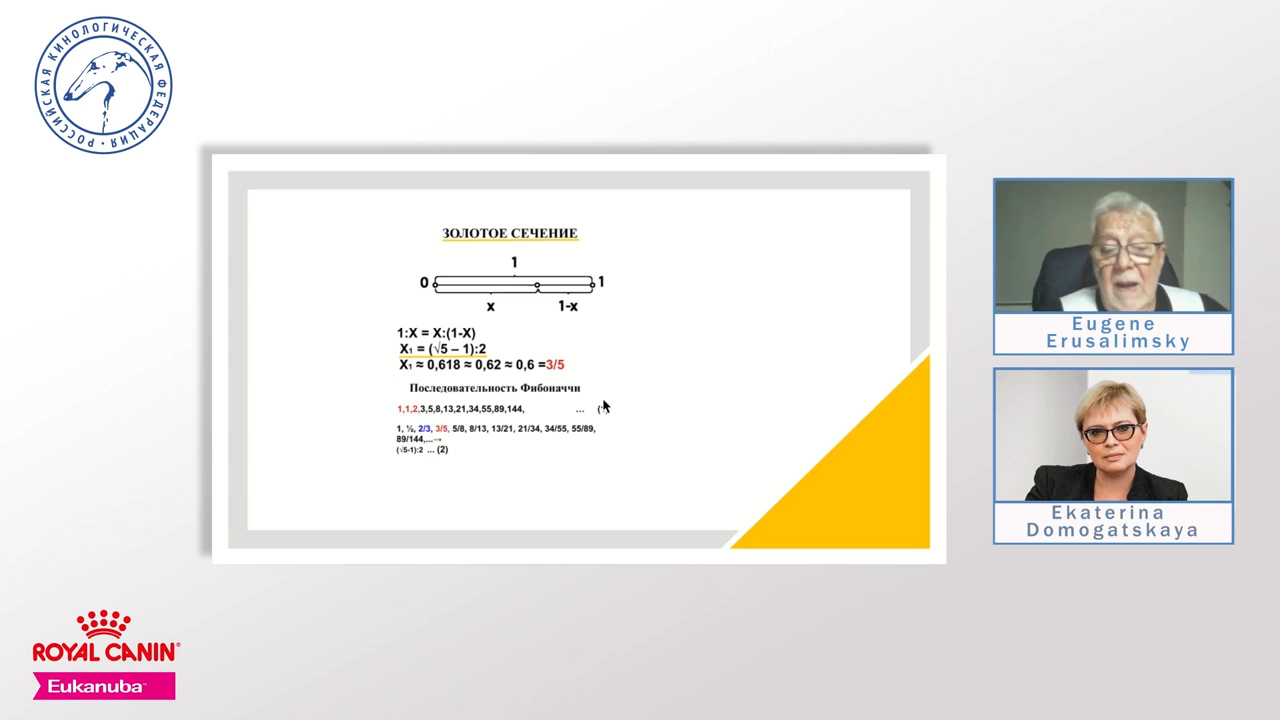 РОССИЙСКАЯ КИНОЛОГИЧЕСКАЯ ФЕДЕРАЦИЯ
ЗОЛОТОЕ СЕЧЕНИЕ
1
0 1
x 1-x
1:X = X:(1-X)
X₁ = (√5 – 1):2
X₁ ≈ 0,618 ≈ 0,62 ≈ 0,6 =3/5
Последовательность Фибоначчи
1,1,2,3,5,8,13,21,34,55,89,144, ...
1, ½, 2/3, 3/5, 5/8, 8/13, 13/21, 21/34, 34/55, 55/89,
89/144,...→
(√5-1):2 ... (2)
Eugene
Erusalimsky
Ekaterina
Domogatskaya
ROYAL CANIN®
Eukanuba™